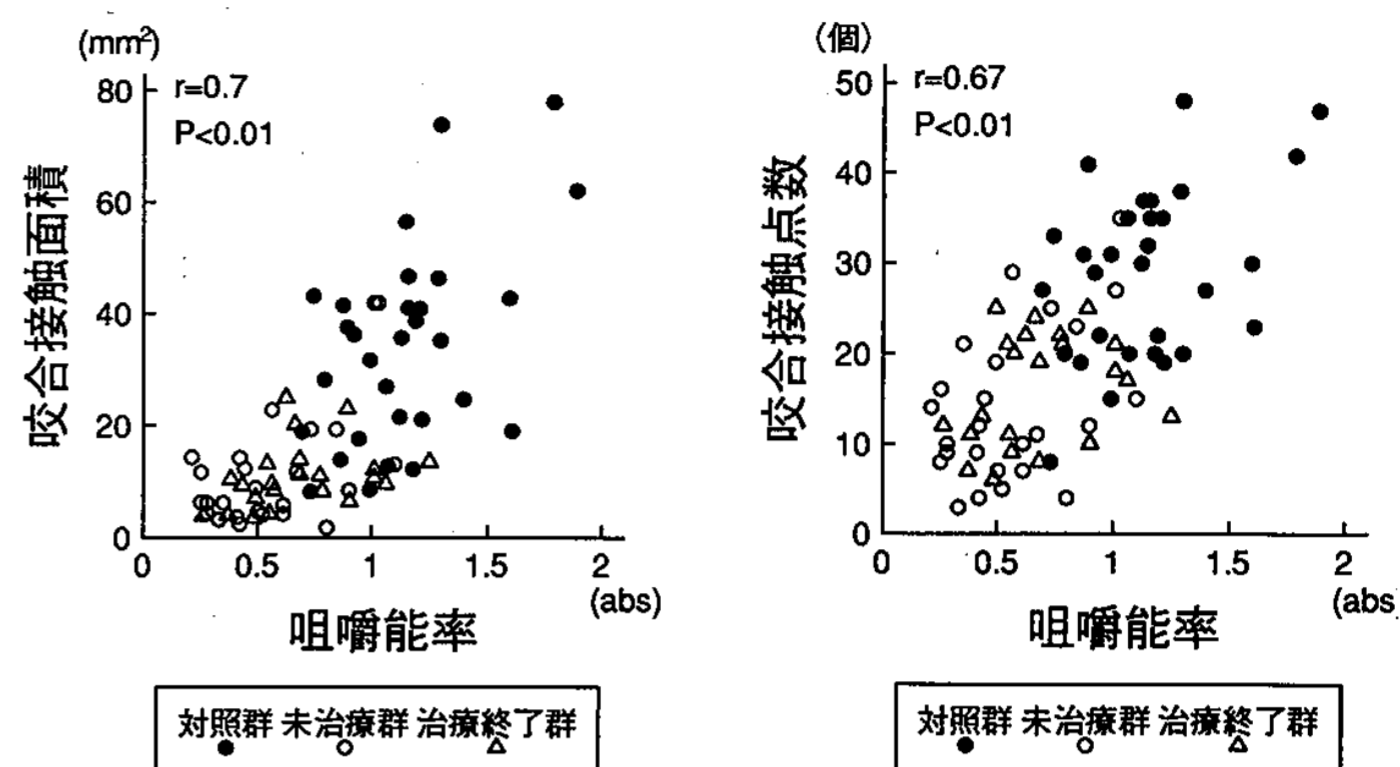 (mm²)
r=0.7
P<0.01
80
60
40
20
0
咬合接触面積
0 0.5 1 1.5 2
(abs)
咀嚼能率
対照群 未治療群 治療終了群
(個)
r=0.67
P<0.01
50
40
30
20
10
0
咬合接触点数
0 0.5 1 1.5 2
(abs
咀嚼能率
対照群 未治療群 治療終了群